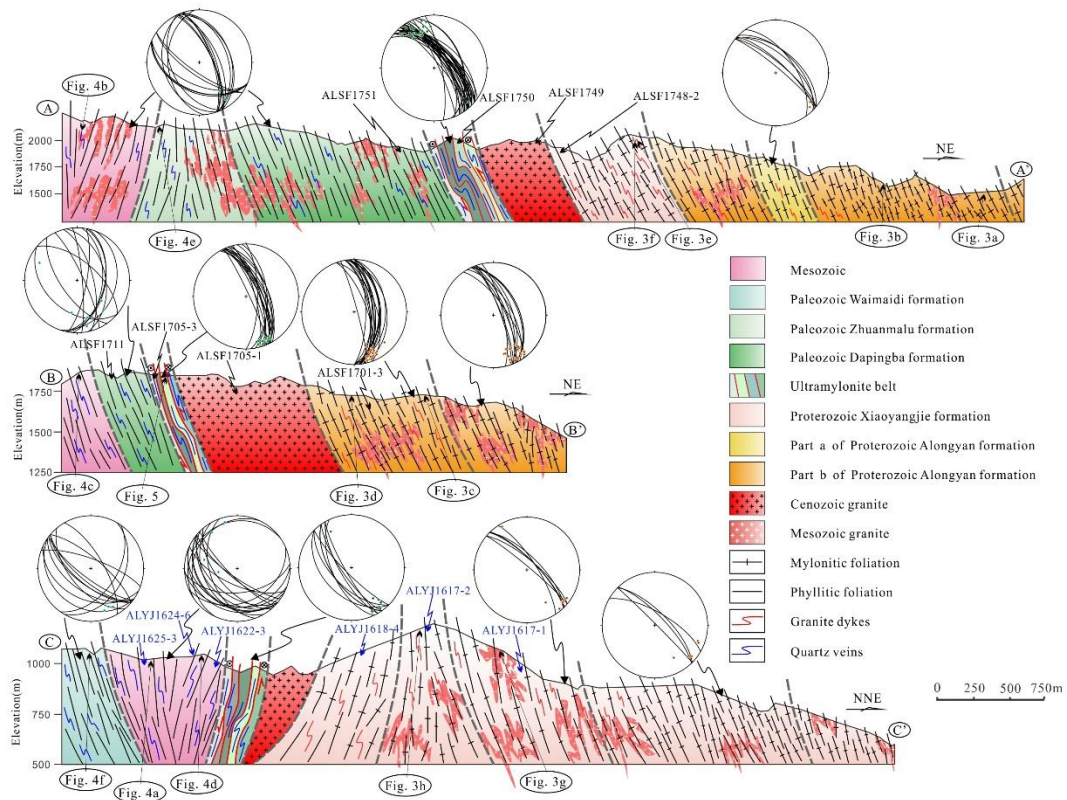 Fig. 4b
A
ALSF1751
ALSF1750
ALSF1749
ALSF1748-2
NE
A'
Elevation(m)
2000
1750
1500
Fig. 4e
Fig. 3f
Fig. 3e
Fig. 3b
Fig. 3a
ALSF1705-3
ALSF1711
ALSF1705-1
ALSF1701-3
B
NE
B'
Elevation(m)
1750
1500
1250
Fig. 4c
Fig. 5
Fig. 3d
Fig. 3c
Mesozoic
Paleozoic Waimaidi formation
Paleozoic Zhuanmalu formation
Paleozoic Dapingba formation
Ultramylonite belt
Proterozoic Xiaoyangjie formation
Part a of Proterozoic Alongyan formation
Part b of Proterozoic Alongyan formation
Cenozoic granite
Mesozoic granite
Mylonitic foliation
Phyllitic foliation
Granite dykes
Quartz veins
0 250 500 750m
ALYJ1624-6
ALYJ1625-3
ALYJ1622-3
ALYJ1618-4
ALYJ1617-2
ALYJ1617-1
C
NNE
C'
Elevation(m)
1000
750
500
Fig. 4f
Fig. 4a
Fig. 4d
Fig. 3h
Fig. 3g